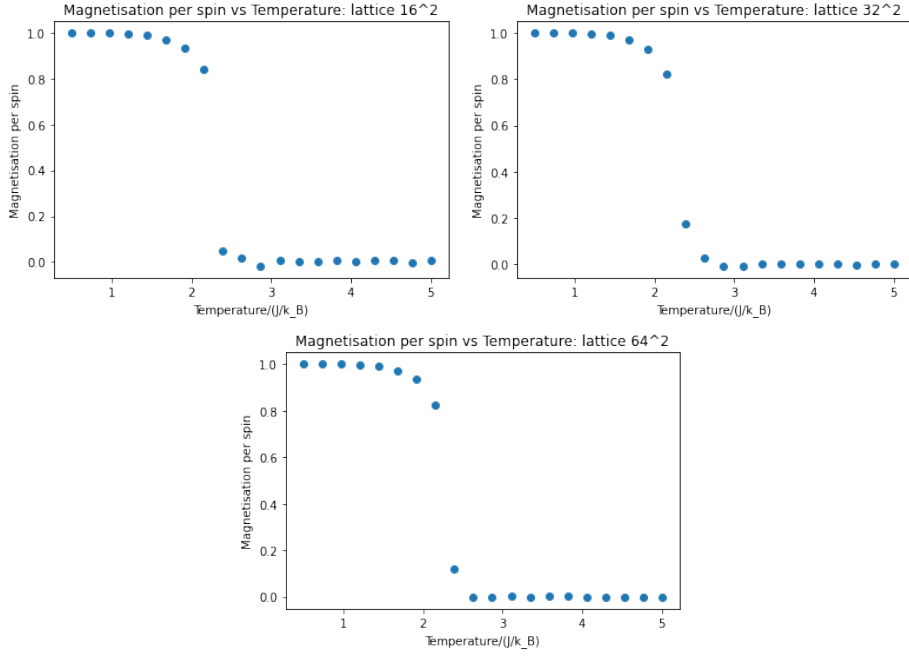 Magnetisation per spin vs Temperature: lattice 16^2
Magnetisation per spin
1.0
0.8
0.6
0.4
0.2
0.0
1 2 3 4 5
Temperature/(J/k_B)
Magnetisation per spin vs Temperature: lattice 32^2
Magnetisation per spin
1.0
0.8
0.6
0.4
0.2
0.0
1 2 3 4 5
Temperature/(J/k_B)
Magnetisation per spin vs Temperature: lattice 64^2
Magnetisation per spin
1.0
0.8
0.6
0.4
0.2
0.0
1 2 3 4 5
Temperature/(J/k_B)